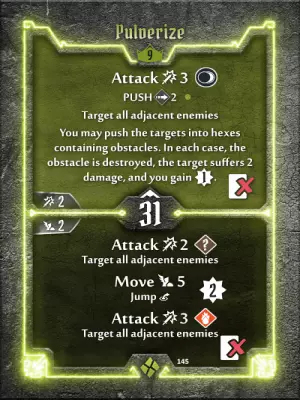 Pulverize
9
Attack 3
PUSH 2
Target all adjacent enemies
You may push the targets into hexes
containing obstacles. In each case, the
obstacle is destroyed, the target suffers 2
damage, and you gain 1.
2
31
2
Attack 2 ?
Target all adjacent enemies
Move 5
Jump
2
Attack 3
Target all adjacent enemies
145